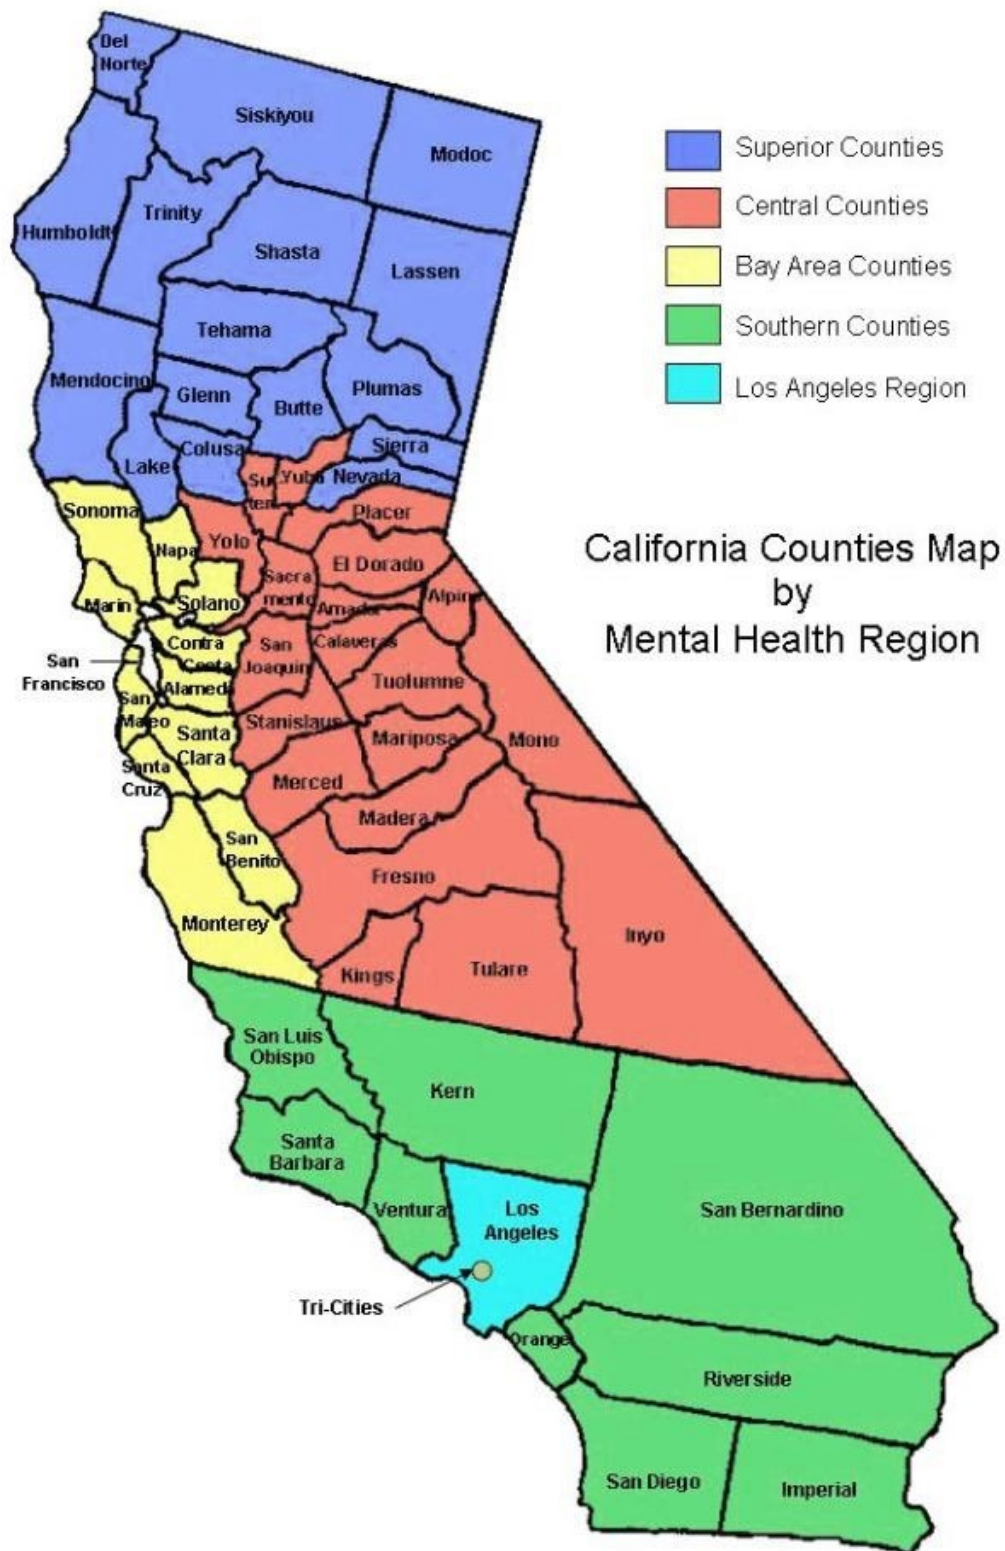 Del
Norte
Siskiyou
Modoc
Humboldt
Trinity
Shasta
Lassen
Tehama
Mendocino
Glenn
Butte
Plumas
Colusa
Lake
Sierra
Nevada
Yuba
Su
tter
Placer
Sonoma
Napa
Yolo
El Dorado
Sacra
mento
Marin
Solano
Amador
Alpine
Contra
Costa
San
Joaquin
Calaveras
San
Francisco
Alameda
Tuolumne
San
Mateo
Stanislaus
Mariposa
Mono
Santa
Clara
Santa
Cruz
Merced
Madera
San
Benito
Fresno
Monterey
Inyo
Kings
Tulare
San Luis
Obispo
Kern
Santa
Barbara
Ventura
Los
Angeles
San Bernardino
Tri-Cities
Orange
Riverside
San Diego
Imperial
Superior Counties
Central Counties
Bay Area Counties
Southern Counties
Los Angeles Region
California Counties Map
by
Mental Health Region